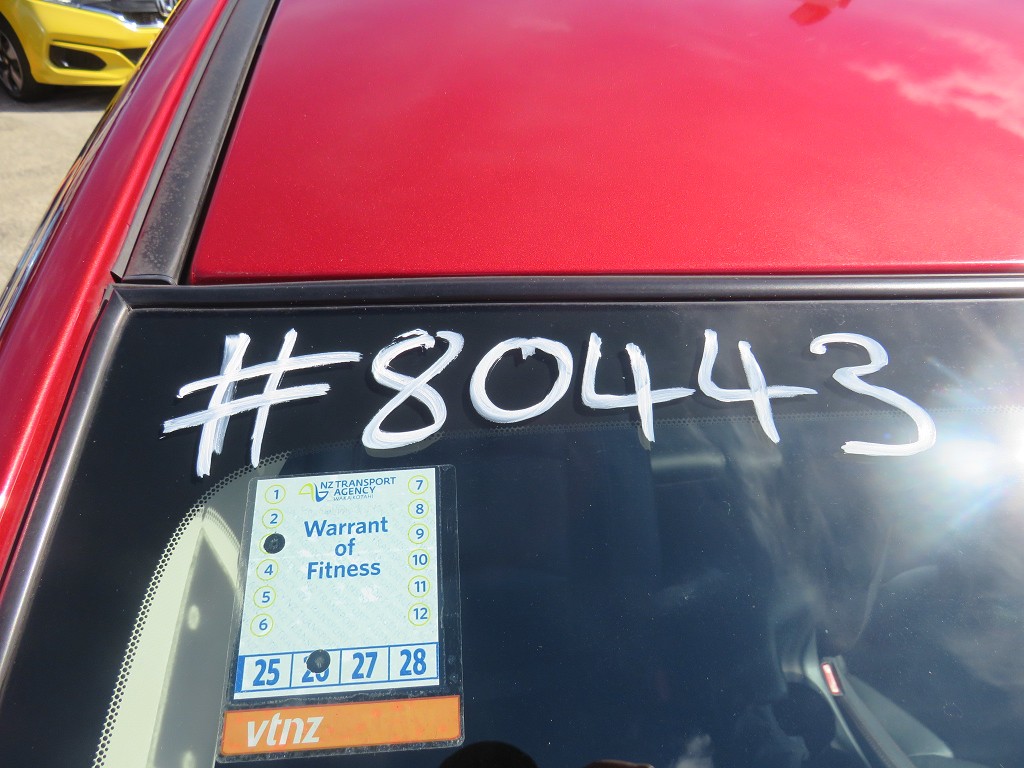 #80443
NZ TRANSPORT
AGENCY
WAKA KOTAHI
Warrant
of
Fitness
1
2
4
5
6
7
8
9
10
11
12
25 26 27 28
vtnz